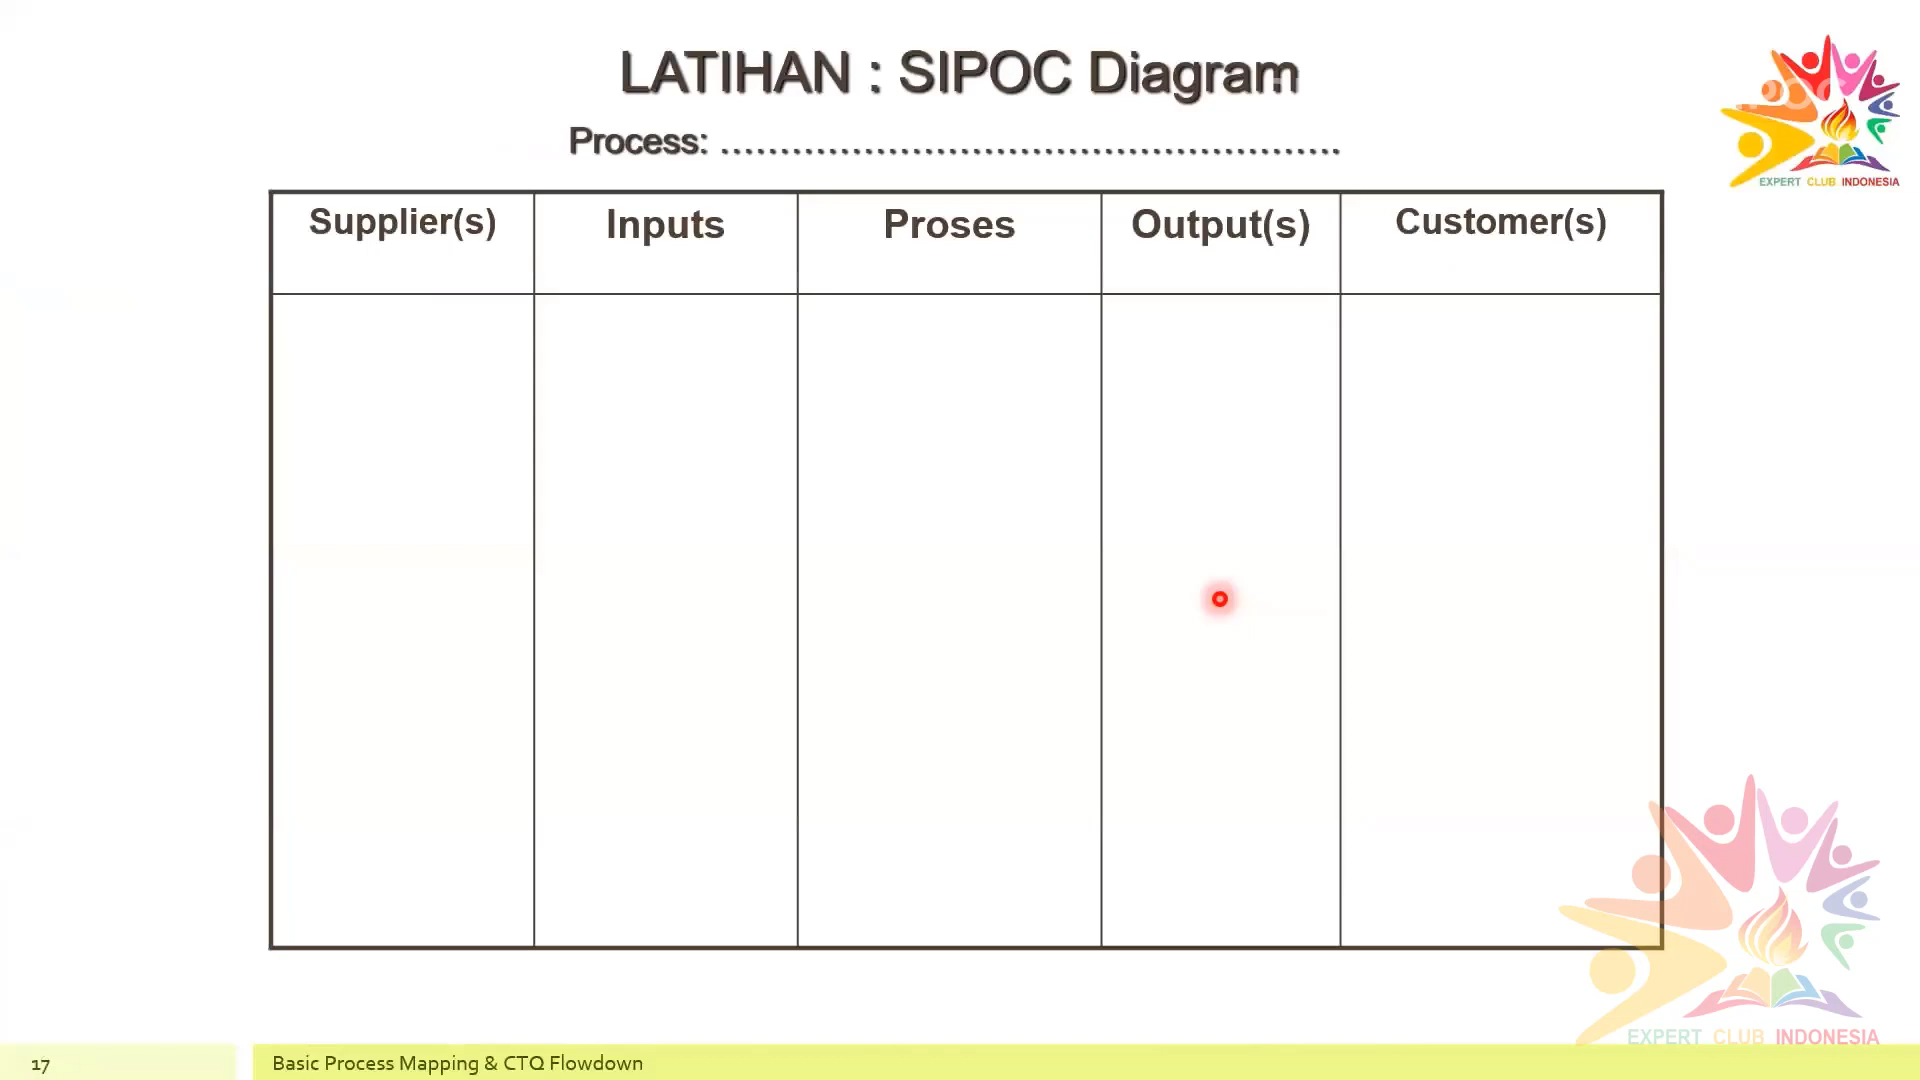 LATIHAN : SIPOC Diagram
Process: ....................................................
Supplier(s) Inputs Proses Output(s) Customer(s)
EXPERT CLUB INDONESIA
EXPERT CLUB INDONESIA
17 Basic Process Mapping & CTQ Flowdown